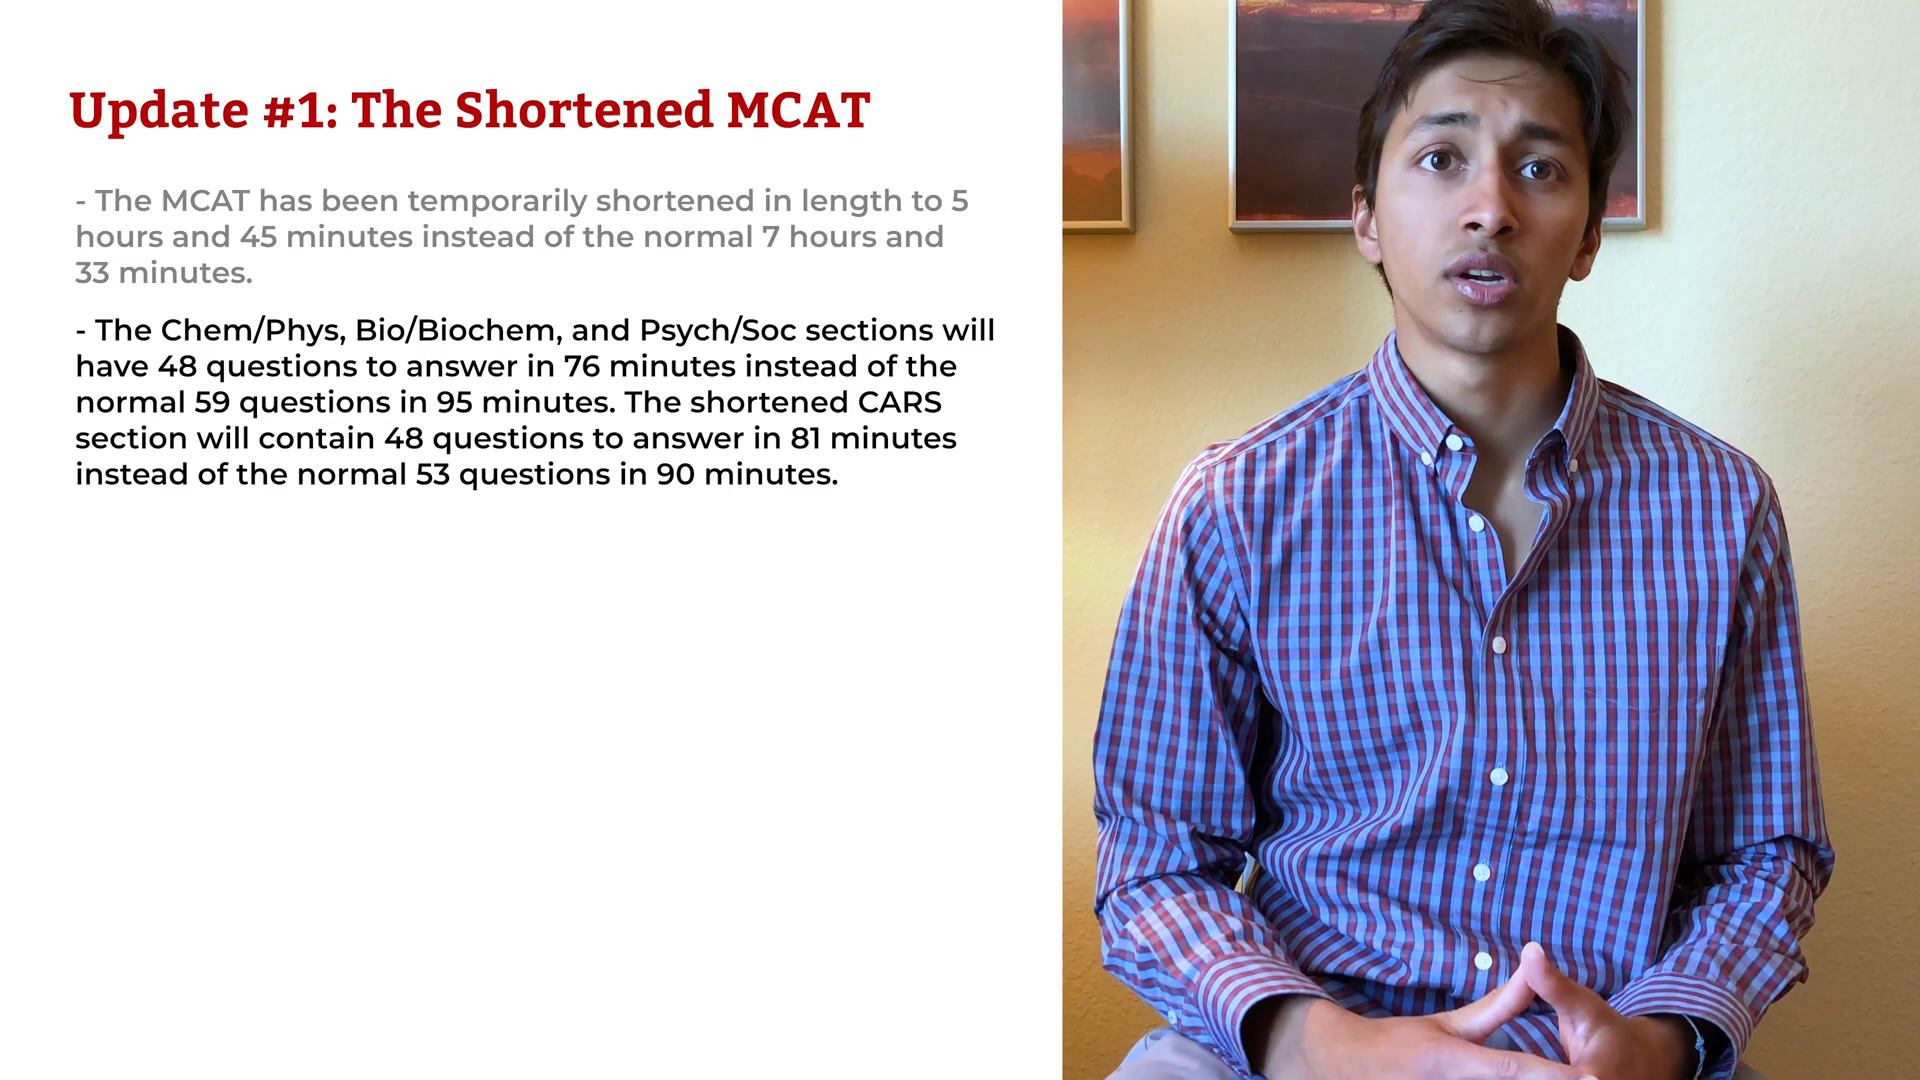 Update #1: The Shortened MCAT
- The MCAT has been temporarily shortened in length to 5
hours and 45 minutes instead of the normal 7 hours and
33 minutes.
- The Chem/Phys, Bio/Biochem, and Psych/Soc sections will
have 48 questions to answer in 76 minutes instead of the
normal 59 questions in 95 minutes. The shortened CARS
section will contain 48 questions to answer in 81 minutes
instead of the normal 53 questions in 90 minutes.